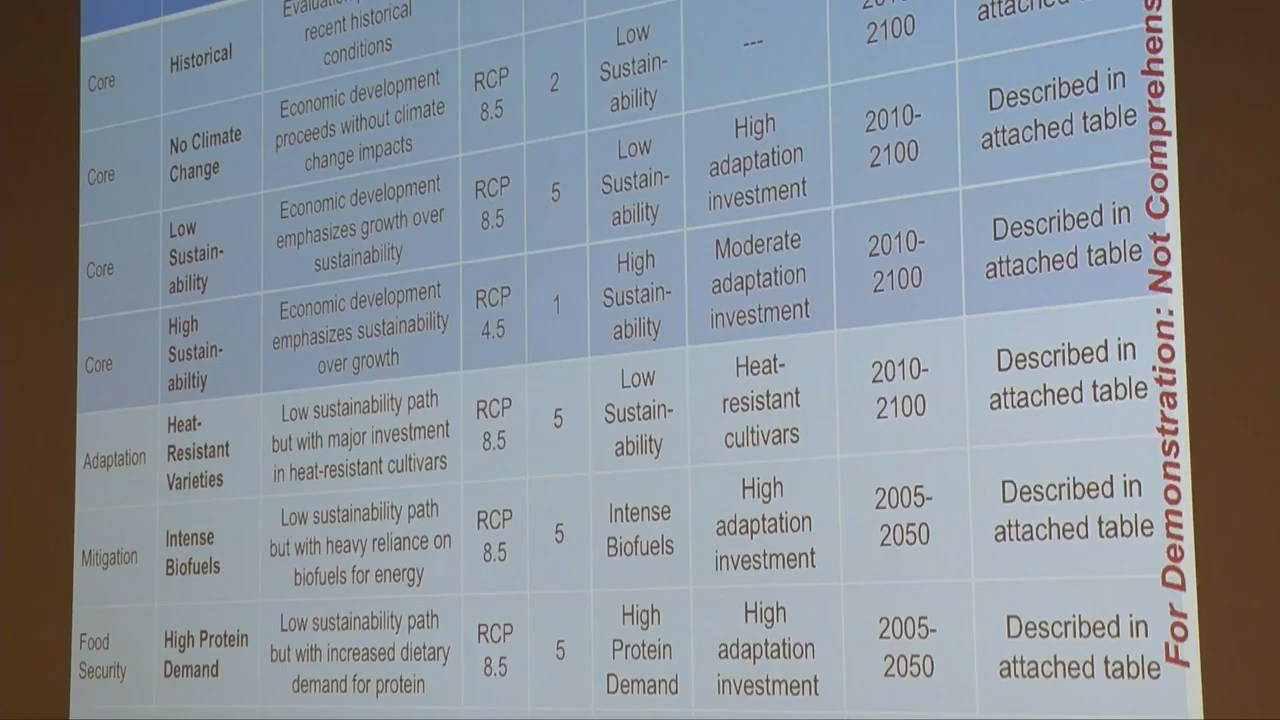 Core
Historical
recent historical
conditions
Core
No Climate
Change
Economic development
proceeds without climate
change impacts
RCP
8.5
2
Low
Sustain-
ability
---
2100
attached
Core
Low
Sustain-
ability
Economic development
emphasizes growth over
sustainability
RCP
8.5
5
Low
Sustain-
ability
High
adaptation
investment
2010-
2100
Described in
attached table
Core
High
Sustain-
abiltiy
Economic development
emphasizes sustainability
over growth
RCP
4.5
1
High
Sustain-
ability
Moderate
adaptation
investment
2010-
2100
Described in
attached table
Adaptation
Heat-
Resistant
Varieties
Low sustainability path
but with major investment
in heat-resistant cultivars
RCP
8.5
5
Low
Sustain-
ability
Heat-
resistant
cultivars
2010-
2100
Described in
attached table
Mitigation
Intense
Biofuels
Low sustainability path
but with heavy reliance on
biofuels for energy
RCP
8.5
5
Intense
Biofuels
High
adaptation
investment
2005-
2050
Described in
attached table
Food
Security
High Protein
Demand
Low sustainability path
but with increased dietary
demand for protein
RCP
8.5
5
High
Protein
Demand
High
adaptation
investment
2005-
2050
Described in
attached table
For Demonstration: Not Comprehens